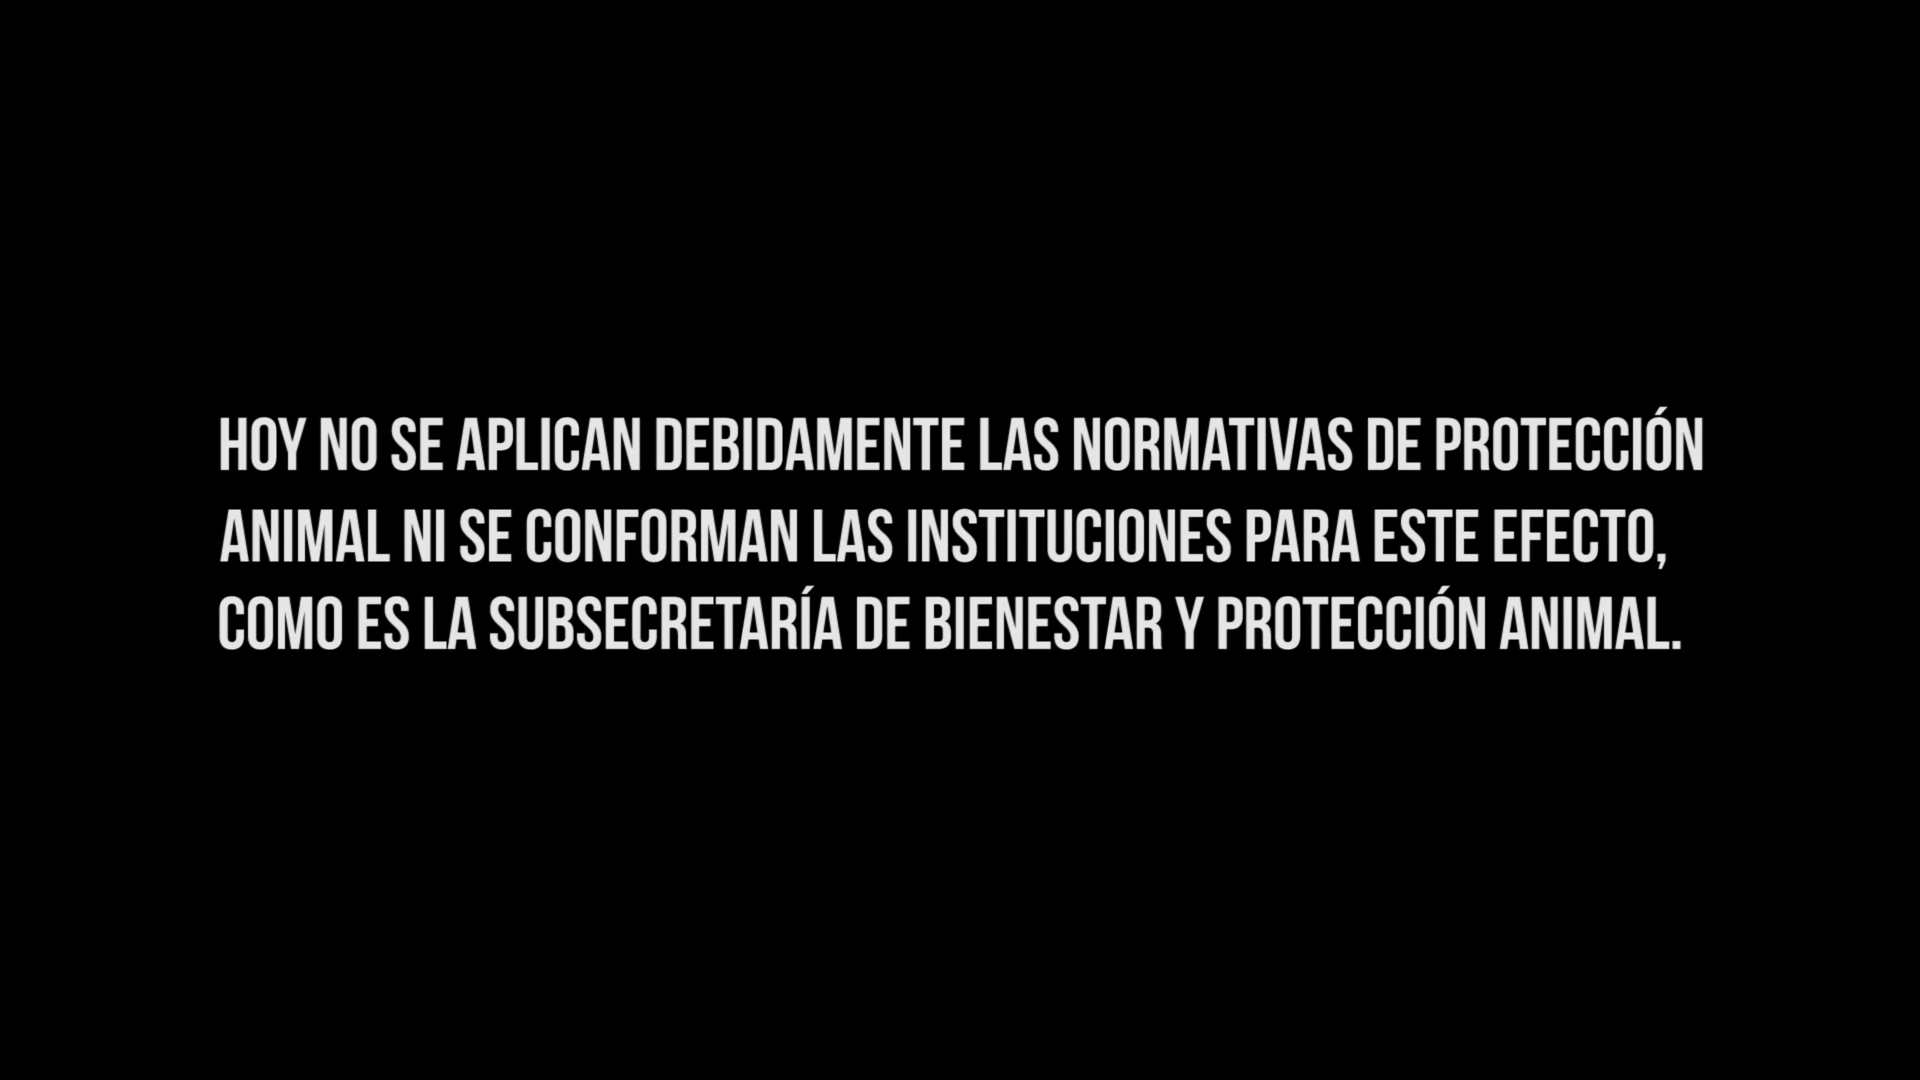 HOY NO SE APLICAN DEBIDAMENTE LAS NORMATIVAS DE PROTECCIÓN
ANIMAL NI SE CONFORMAN LAS INSTITUCIONES PARA ESTE EFECTO,
COMO ES LA SUBSECRETARÍA DE BIENESTAR Y PROTECCIÓN ANIMAL.